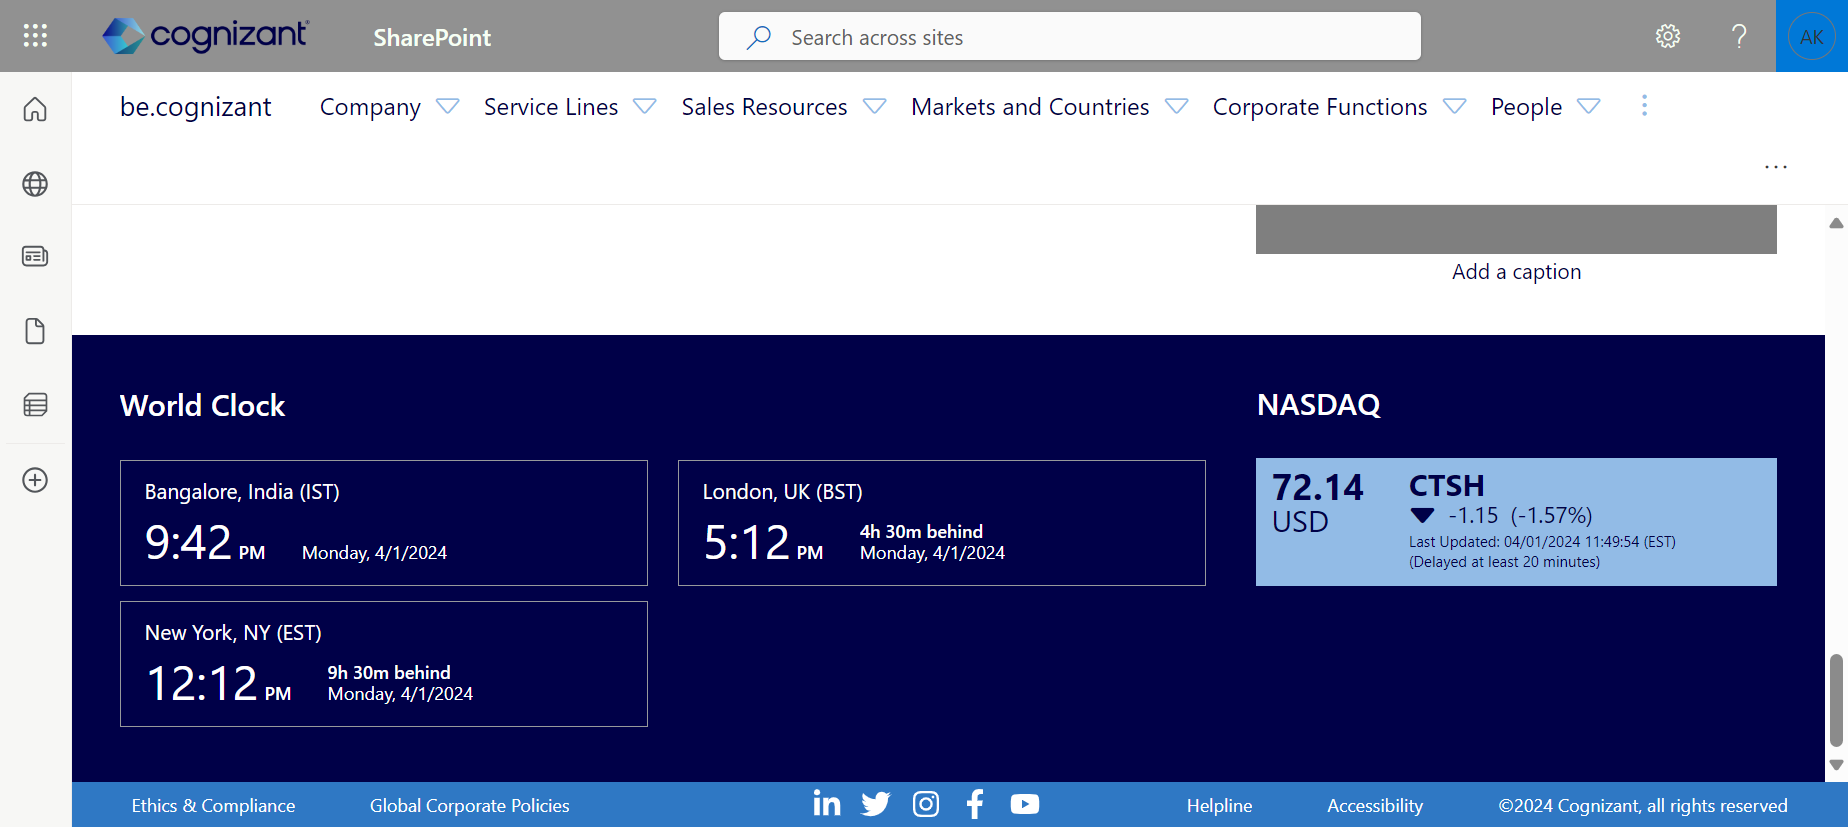 cognizant
SharePoint
Search across sites
?
AK
be.cognizant
Company
Service Lines
Sales Resources
Markets and Countries
Corporate Functions
People
...
Add a caption
World Clock
Bangalore, India (IST)
9:42 PM
Monday, 4/1/2024
London, UK (BST)
5:12 PM
4h 30m behind
Monday, 4/1/2024
New York, NY (EST)
12:12 PM
9h 30m behind
Monday, 4/1/2024
NASDAQ
72.14
USD
CTSH
-1.15 (-1.57%)
Last Updated: 04/01/2024 11:49:54 (EST)
(Delayed at least 20 minutes)
Ethics & Compliance
Global Corporate Policies
Helpline
Accessibility
©2024 Cognizant, all rights reserved